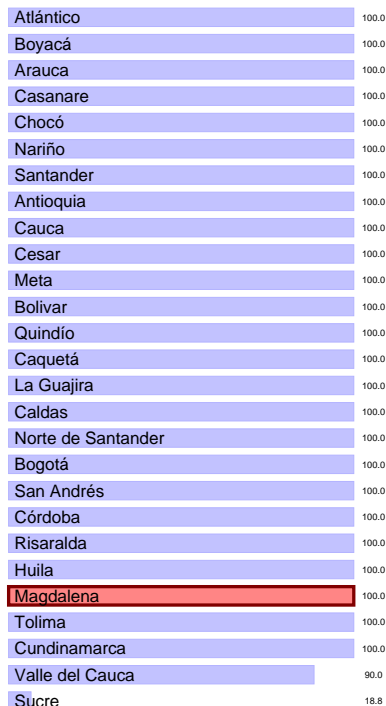 Atlántico 100.0
Boyacá 100.0
Arauca 100.0
Casanare 100.0
Chocó 100.0
Nariño 100.0
Santander 100.0
Antioquia 100.0
Cauca 100.0
Cesar 100.0
Meta 100.0
Bolivar 100.0
Quindío 100.0
Caquetá 100.0
La Guajira 100.0
Caldas 100.0
Norte de Santander 100.0
Bogotá 100.0
San Andrés 100.0
Córdoba 100.0
Risaralda 100.0
Huila 100.0
Magdalena 100.0
Tolima 100.0
Cundinamarca 100.0
Valle del Cauca 90.0
Sucre 18.8